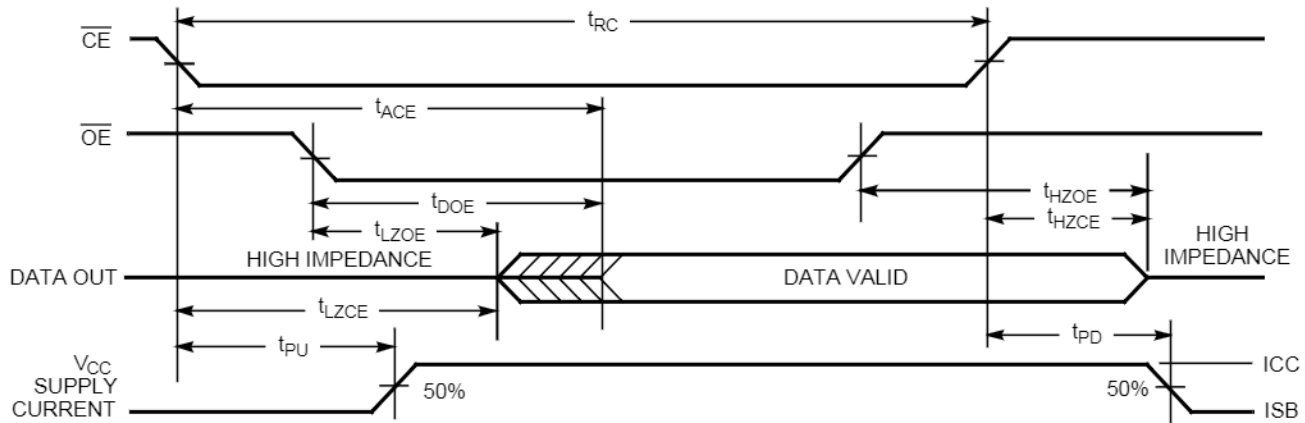 tRC
CE
tACE
OE
tDOE
tHZOE
tLZOE
tHZCE
HIGH
IMPEDANCE
HIGH IMPEDANCE
DATA OUT
DATA VALID
tLZCE
tPU
tPD
VCC
SUPPLY
CURRENT
50%
50%
ICC
ISB